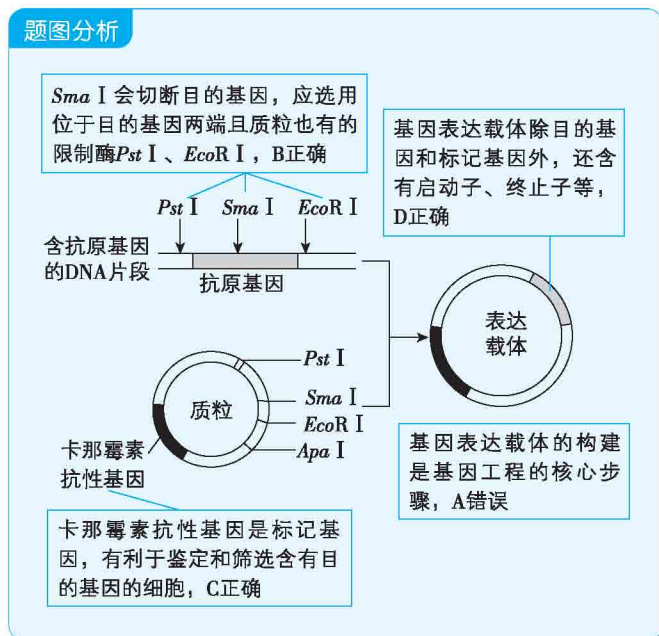 题图分析
SmaⅠ会切断目的基因，应选用
位于目的基因两端且质粒也有的
限制酶PstⅠ、EcoRⅠ，B正确
基因表达载体除目的基
因和标记基因外，还含
有启动子、终止子等，
D正确
PstⅠ SmaⅠ EcoRⅠ
含抗原基因
的DNA片段
抗原基因
表达
载体
质粒
PstⅠ
SmaⅠ
EcoRⅠ
ApaⅠ
卡那霉素
抗性基因
基因表达载体的构建
是基因工程的核心步
骤，A错误
卡那霉素抗性基因是标记基
因，有利于鉴定和筛选含有目
的基因的细胞，C正确